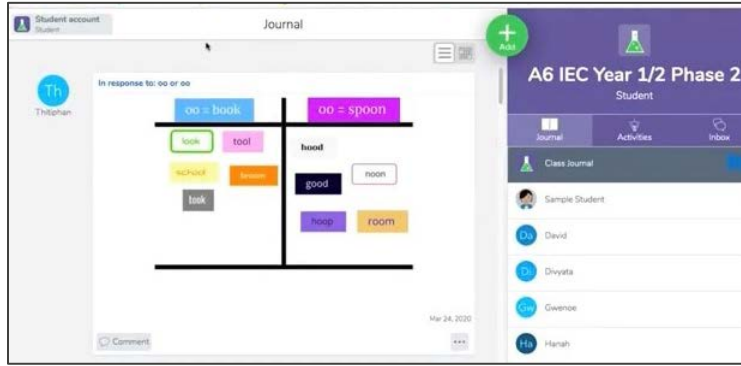 Student account
Student
Journal
Add
A6 IEC Year 1/2 Phase 2
Student
Journal
Activities
Inbox
Th
Thitiphan
In response to: oo or oo
oo = book
oo = spoon
look
tool
hood
school
noon
good
took
hoop
room
Mar 24, 2020
Comment
Class Journal
Sample Student
Da
David
Di
Divyata
Gw
Gwenoe
Ha
Hanah